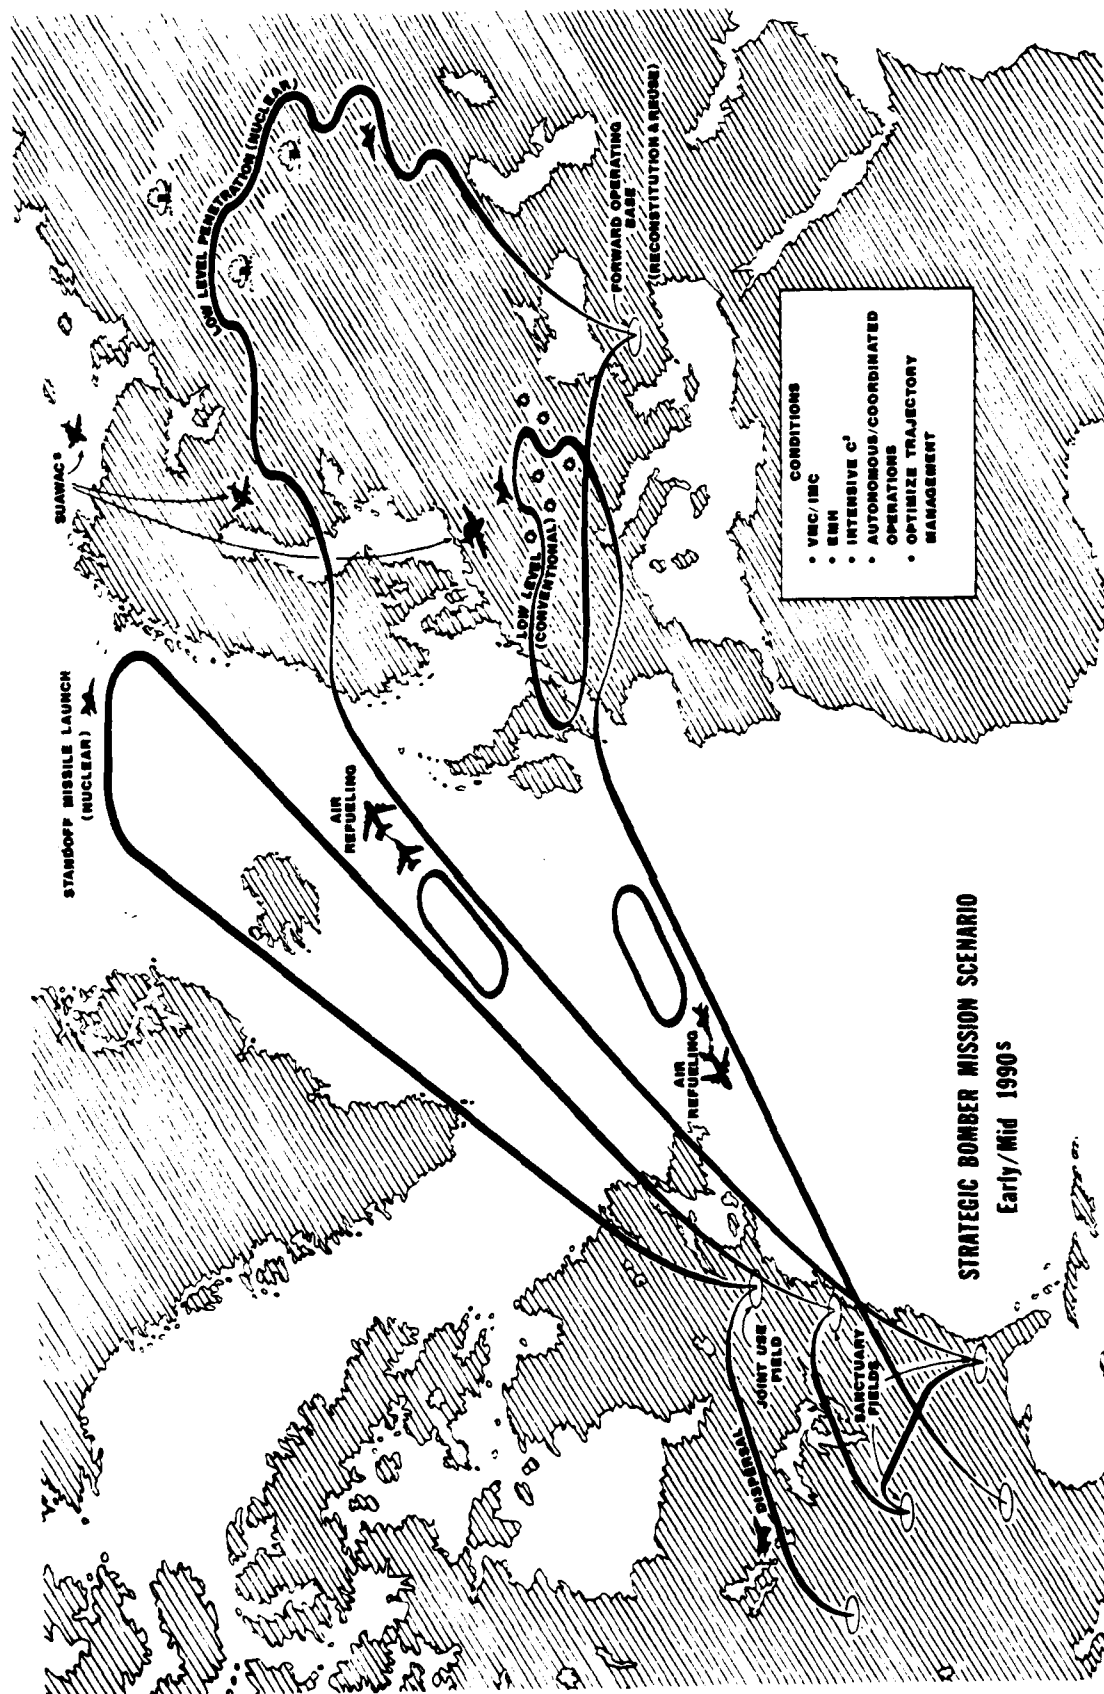 STANDOFF MISSILE LAUNCH
(NUCLEAR)
SUAWACS
LOW LEVEL PENETRATION (NUCLEAR)
AIR
REFUELING
LOW LEVEL
(CONVENTIONAL)
FORWARD OPERATING
BASE
(RECONSTITUTION & REUSE)
AIR
REFUELING
DISPERSAL
JOINT USE
FIELD
SANCTUARY
FIELDS
CONDITIONS
• VMC/IMC
• EMH
• INTENSIVE C³
• AUTONOMOUS/COORDINATED
OPERATIONS
• OPTIMIZE TRAJECTORY
MANAGEMENT
STRATEGIC BOMBER MISSION SCENARIO
Early/Mid 1990s